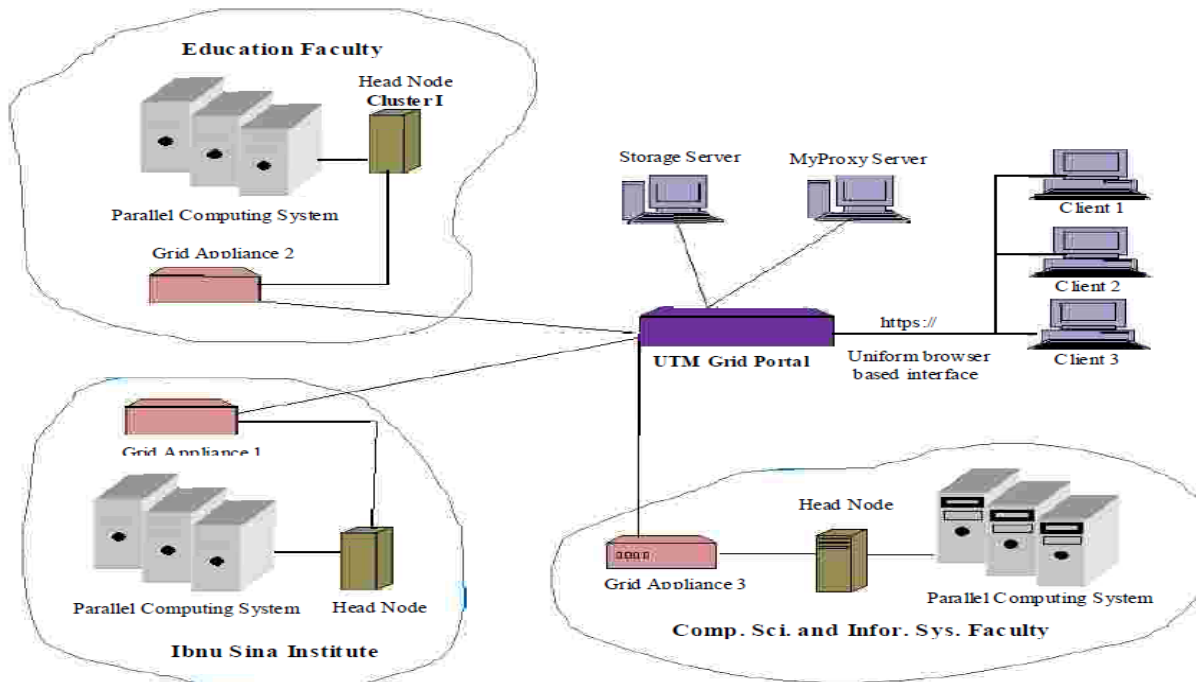 Education Faculty
Head Node
Cluster I
Parallel Computing System
Grid Appliance 2
Storage Server
MyProxy Server
Client 1
Client 2
Client 3
https://
UTM Grid Portal
Uniform browser
based interface
Grid Appliance 1
Parallel Computing System
Head Node
Ibnu Sina Institute
Head Node
Grid Appliance 3
Parallel Computing System
Comp. Sci. and Infor. Sys. Faculty